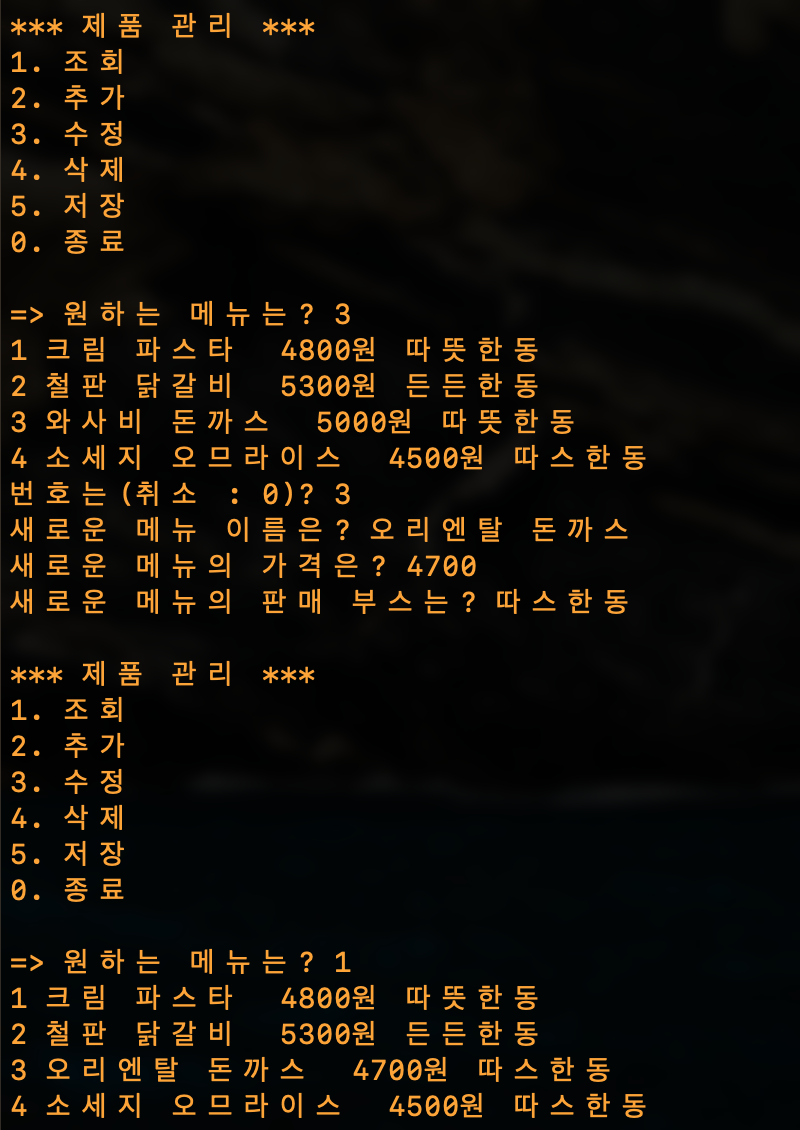 *** 제품 관리 ***
1. 조회
2. 추가
3. 수정
4. 삭제
5. 저장
0. 종료
=> 원하는 메뉴는? 3
1 크림 파스타  4800원 따뜻한동
2 철판 닭갈비  5300원 든든한동
3 와사비 돈까스  5000원 따뜻한동
4 소세지 오므라이스  4500원 따스한동
번호는(취소 : 0)? 3
새로운 메뉴 이름은? 오리엔탈 돈까스
새로운 메뉴의 가격은? 4700
새로운 메뉴의 판매 부스는? 따스한동
*** 제품 관리 ***
1. 조회
2. 추가
3. 수정
4. 삭제
5. 저장
0. 종료
=> 원하는 메뉴는? 1
1 크림 파스타  4800원 따뜻한동
2 철판 닭갈비  5300원 든든한동
3 오리엔탈 돈까스  4700원 따스한동
4 소세지 오므라이스  4500원 따스한동